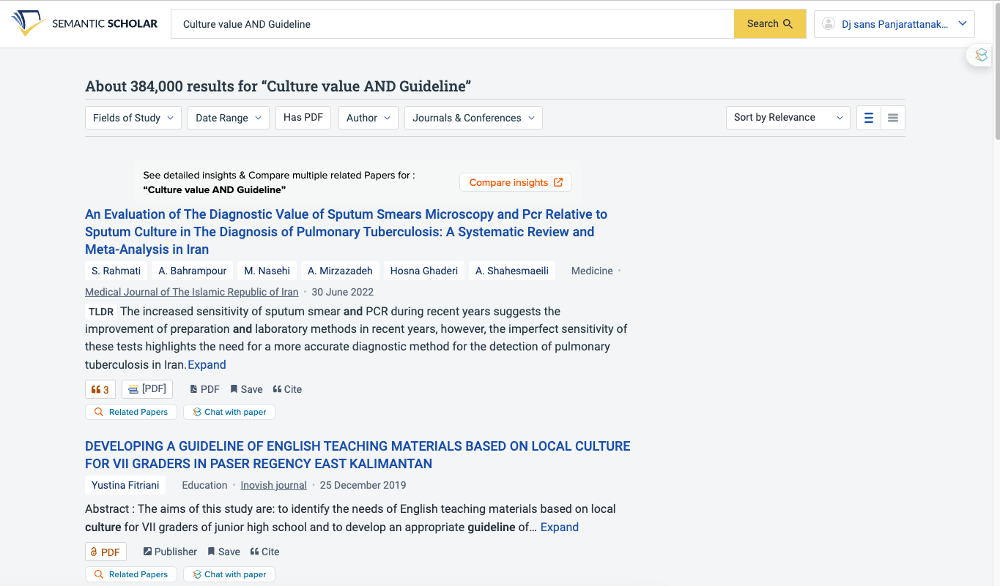 SEMANTIC SCHOLAR
Culture value AND Guideline
Search
Dj sans Panjarattanak...
About 384,000 results for “Culture value AND Guideline”
Fields of Study
Date Range
Has PDF
Author
Journals & Conferences
Sort by Relevance
See detailed insights & Compare multiple related Papers for :
“Culture value AND Guideline”
Compare insights
An Evaluation of The Diagnostic Value of Sputum Smears Microscopy and Pcr Relative to
Sputum Culture in The Diagnosis of Pulmonary Tuberculosis: A Systematic Review and
Meta-Analysis in Iran
S. Rahmati A. Bahrampour M. Nasehi A. Mirzazadeh Hosna Ghaderi A. Shahesmaeili Medicine ·
Medical Journal of The Islamic Republic of Iran · 30 June 2022
TLDR The increased sensitivity of sputum smear and PCR during recent years suggests the
improvement of preparation and laboratory methods in recent years, however, the imperfect sensitivity of
these tests highlights the need for a more accurate diagnostic method for the detection of pulmonary
tuberculosis in Iran. Expand
3 [PDF] PDF Save Cite
Related Papers Chat with paper
DEVELOPING A GUIDELINE OF ENGLISH TEACHING MATERIALS BASED ON LOCAL CULTURE
FOR VII GRADERS IN PASER REGENCY EAST KALIMANTAN
Yustina Fitriani Education · Inovish journal · 25 December 2019
Abstract : The aims of this study are: to identify the needs of English teaching materials based on local
culture for VII graders of junior high school and to develop an appropriate guideline of… Expand
PDF Publisher Save Cite
Related Papers Chat with paper